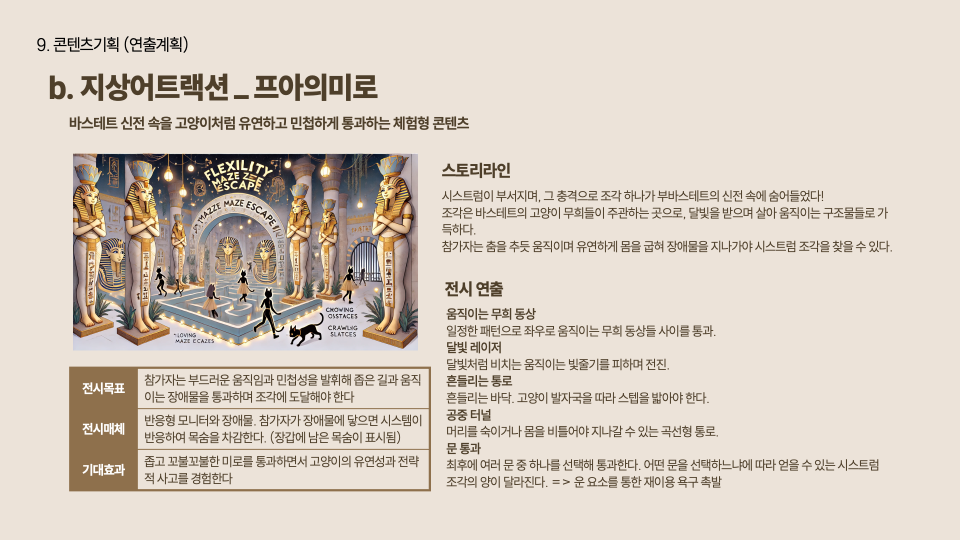 9. 콘텐츠기획 (연출계획)
b. 지상어트랙션 _ 프아의미로
바스테트 신전 속을 고양이처럼 유연하고 민첩하게 통과하는 체험형 콘텐츠
FLEXILITY
MAZE ZEE
ESCAPE
MAZZE MAZE ESCAPE
CROWING
OSSTACES
CRAWLING
SLATCES
LOVING
MAZE ECAZES
전시목표
참가자는 부드러운 움직임과 민첩성을 발휘해 좁은 길과 움직
이는 장애물을 통과하며 조각에 도달해야 한다
전시매체
반응형 모니터와 장애물. 참가자가 장애물에 닿으면 시스템이
반응하여 목숨을 차감한다. (장갑에 남은 목숨이 표시됨)
기대효과
좁고 꼬불꼬불한 미로를 통과하면서 고양이의 유연성과 전략
적 사고를 경험한다
스토리라인
시스트럼이 부서지며, 그 충격으로 조각 하나가 부바스테트의 신전 속에 숨어들었다!
조각은 바스테트의 고양이 무희들이 주관하는 곳으로, 달빛을 받으며 살아 움직이는 구조물들로 가
득하다.
참가자는 춤을 추듯 움직이며 유연하게 몸을 굽혀 장애물을 지나가야 시스트럼 조각을 찾을 수 있다.
전시 연출
움직이는 무희 동상
일정한 패턴으로 좌우로 움직이는 무희 동상들 사이를 통과.
달빛 레이저
달빛처럼 비치는 움직이는 빛줄기를 피하며 전진.
흔들리는 통로
흔들리는 바닥. 고양이 발자국을 따라 스텝을 밟아야 한다.
공중 터널
머리를 숙이거나 몸을 비틀어야 지나갈 수 있는 곡선형 통로.
문 통과
최후에 여러 문 중 하나를 선택해 통과한다. 어떤 문을 선택하느냐에 따라 얻을 수 있는 시스트럼
조각의 양이 달라진다. => 운 요소를 통한 재이용 욕구 촉발